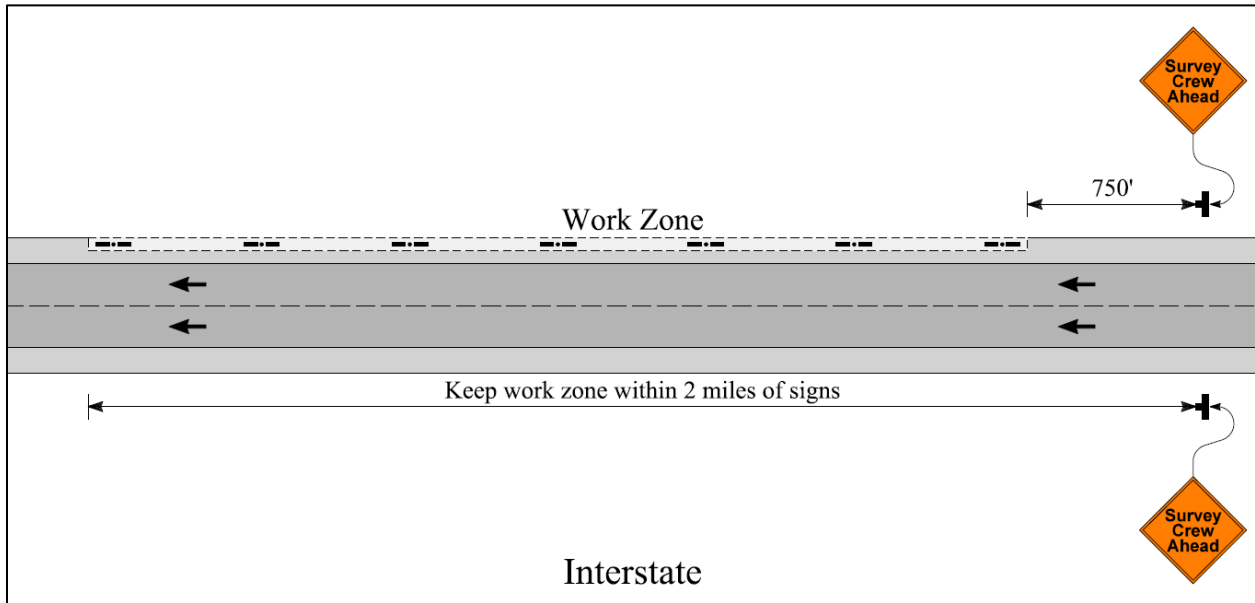 Survey
Crew
Ahead
750'
Work Zone
Keep work zone within 2 miles of signs
Survey
Crew
Ahead
Interstate